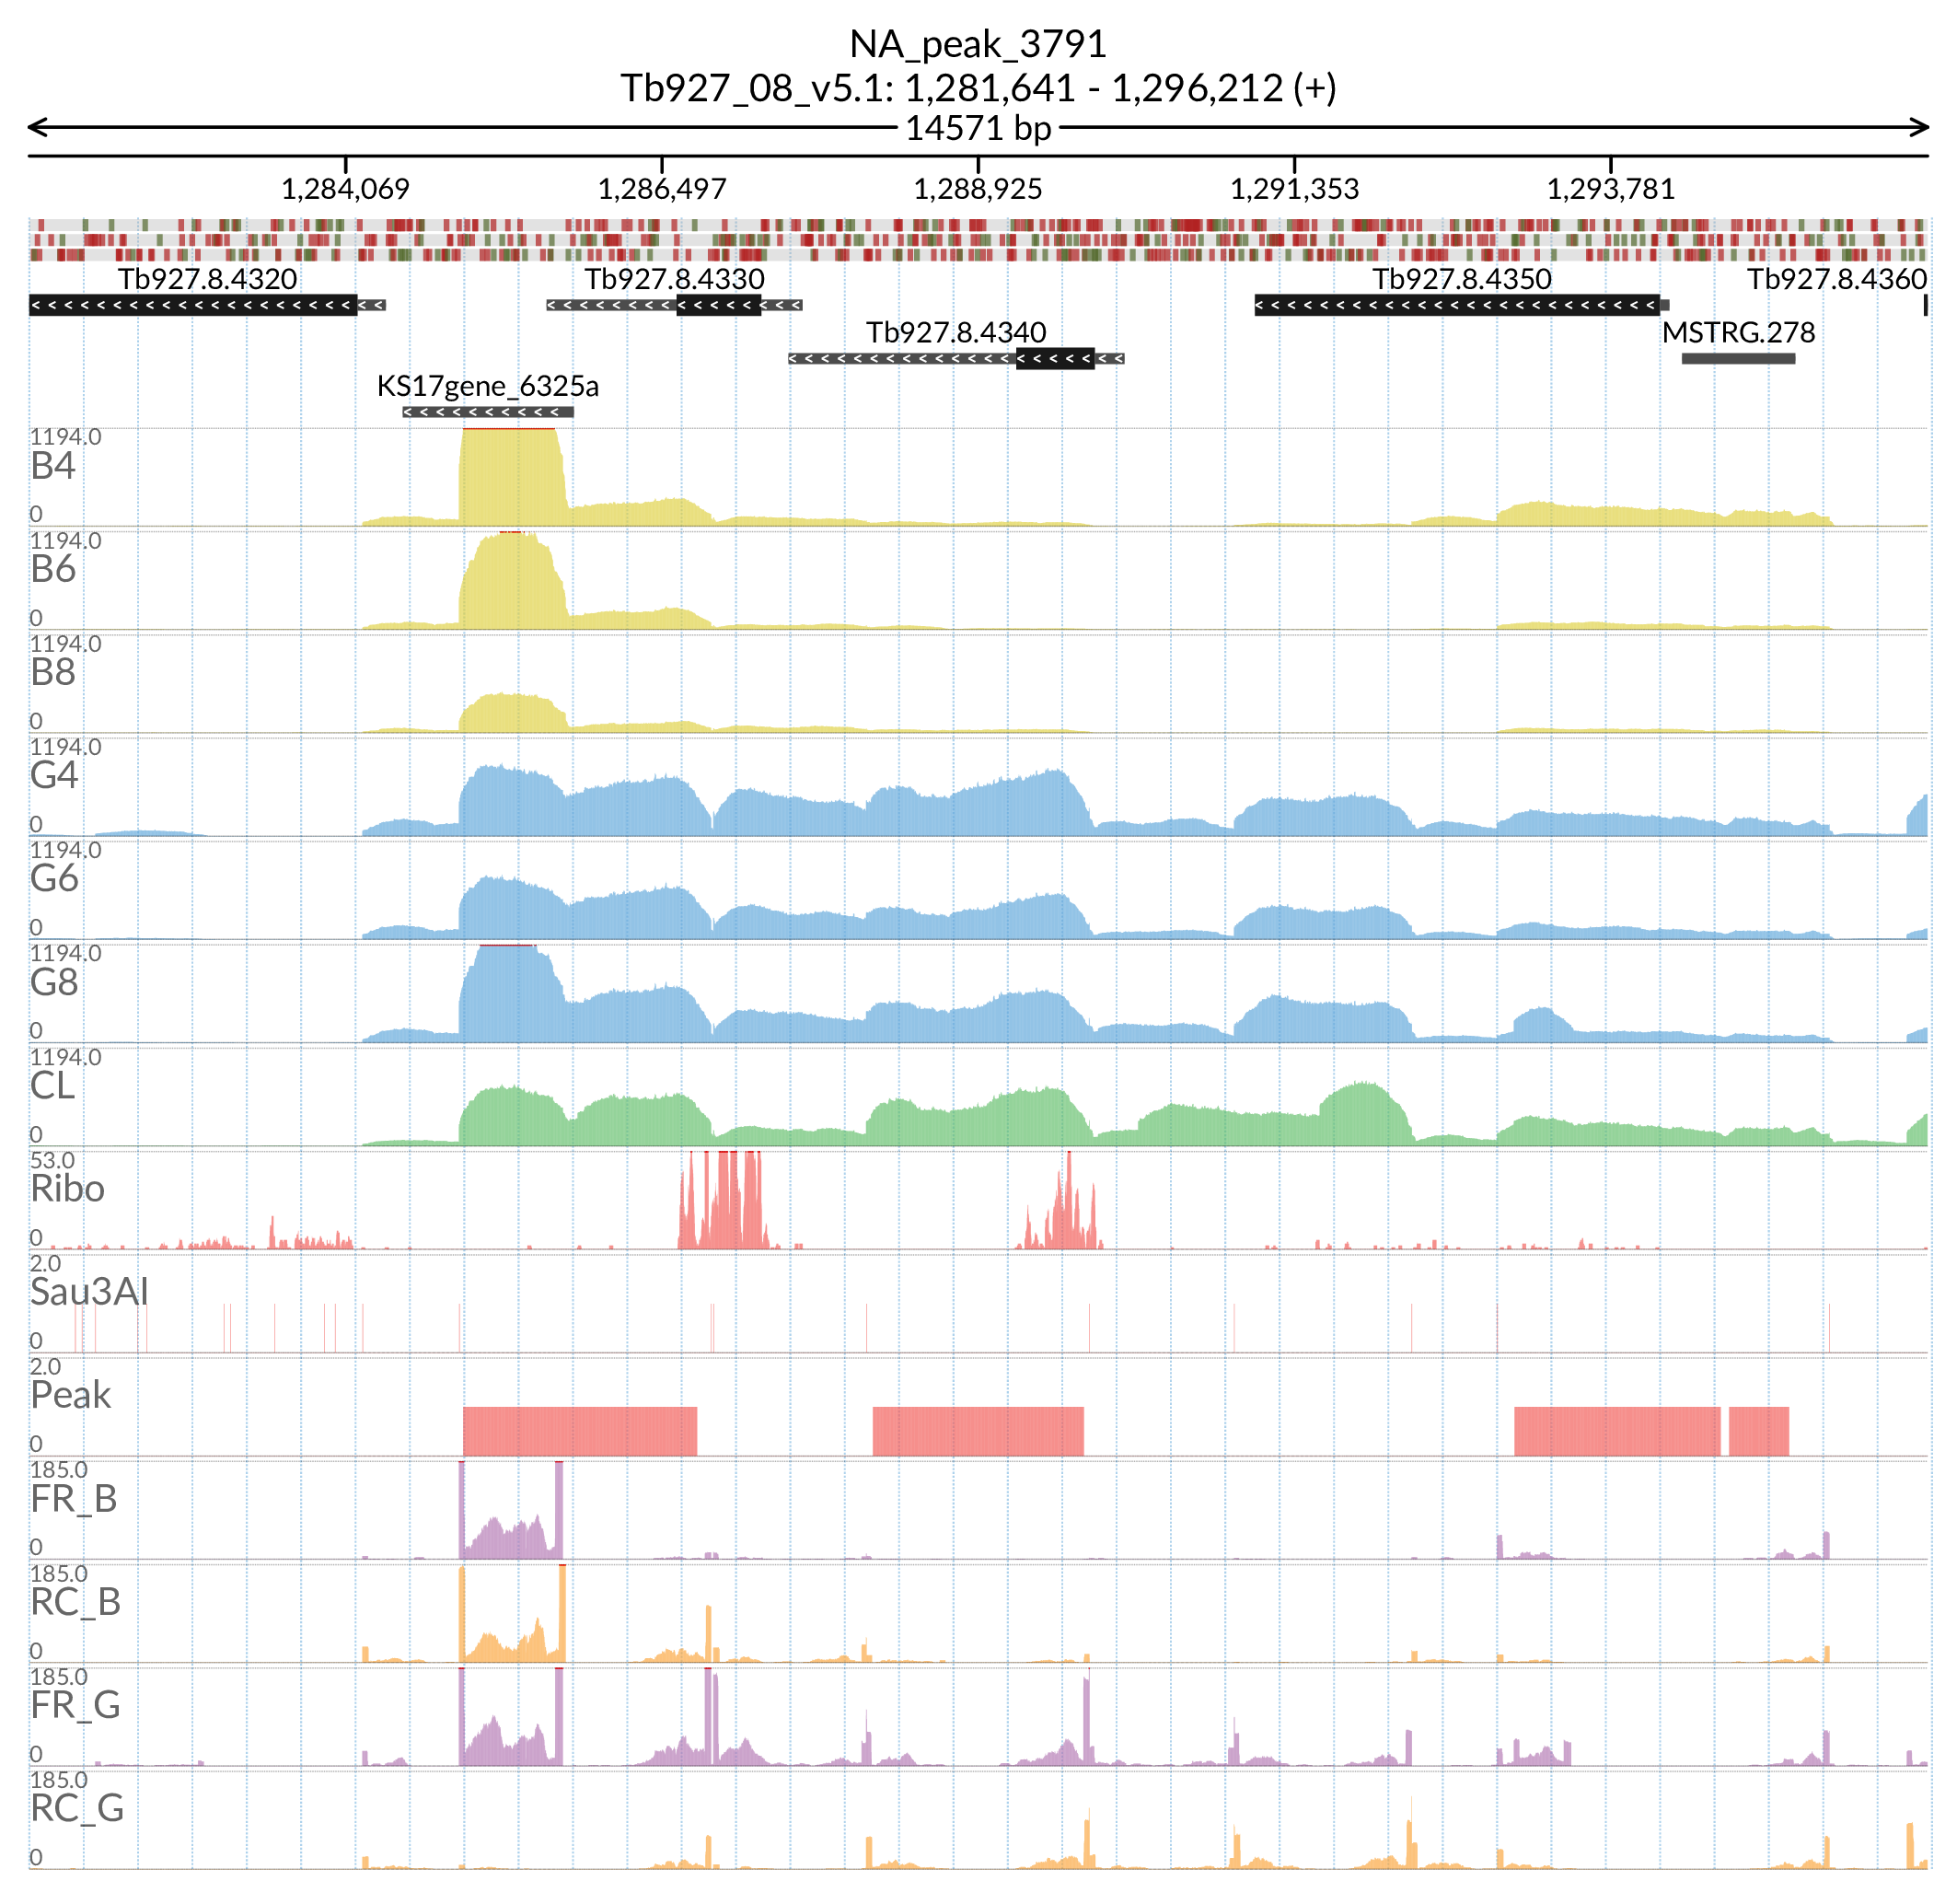 NA_peak_3791
Tb927_08_v5.1: 1,281,641 - 1,296,212 (+)
14571 bp
1,284,069 1,286,497 1,288,925 1,291,353 1,293,781
Tb927.8.4320 Tb927.8.4330 Tb927.8.4350 Tb927.8.4360
Tb927.8.4340 MSTRG.278
KS17gene_6325a
1194.0
B4
0
1194.0
B6
0
1194.0
B8
0
1194.0
G4
0
1194.0
G6
0
1194.0
G8
0
1194.0
CL
0
53.0
Ribo
0
2.0
Sau3AI
0
2.0
Peak
0
185.0
FR_B
0
185.0
RC_B
0
185.0
FR_G
0
185.0
RC_G
0